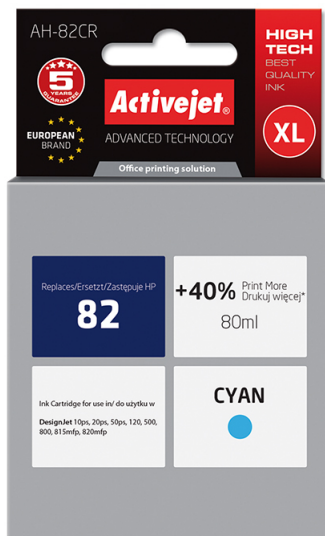 AH-82CR
HIGH
TECH
BEST
QUALITY
INK
5
YEARS
GUARANTEE
Activejet®
EUROPEAN
BRAND
ADVANCED TECHNOLOGY
XL
Office printing solution
Replaces/Ersetzt/Zastępuje HP
82
+40% Print More
Drukuj więcej*
80ml
Ink Cartridge for use in/ do użytku w
DesignJet 10ps, 20ps, 50ps, 120, 500,
800, 815mfp, 820mfp
CYAN